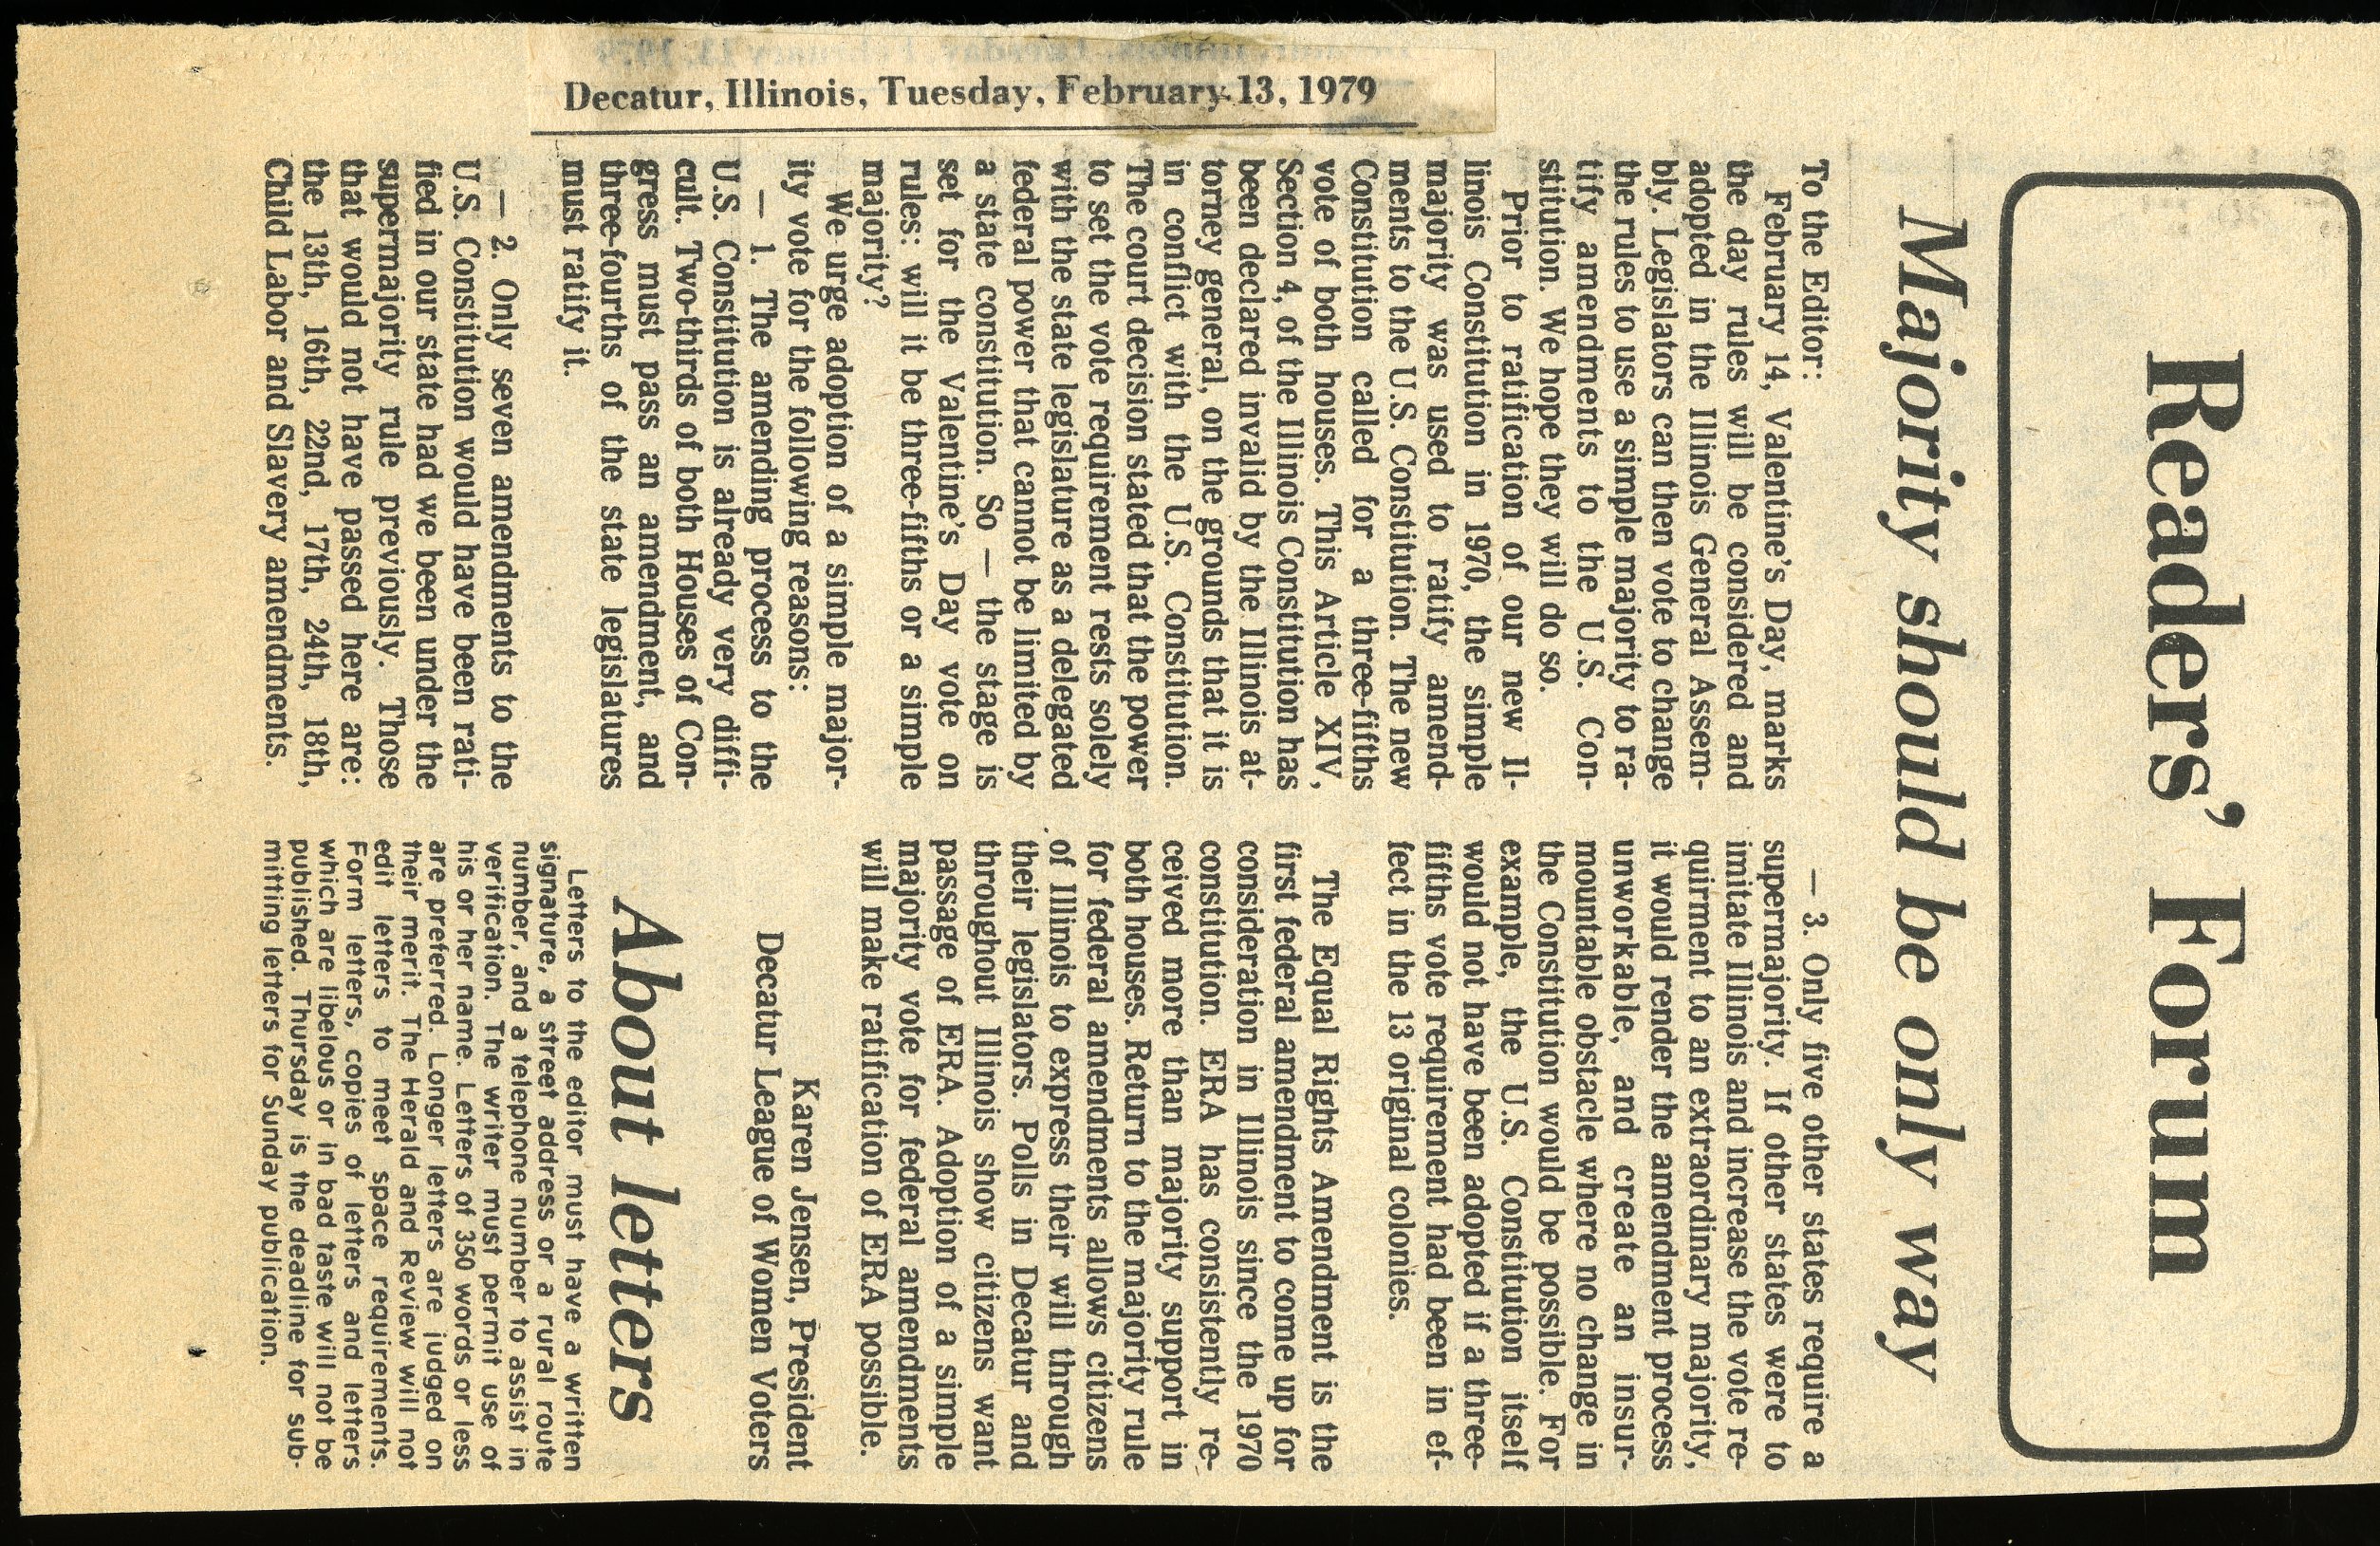 Decatur, Illinois, Tuesday, February 13, 1979
Readers' Forum
Majority should be only way
To the Editor:
February 14, Valentine's Day, marks
the day rules will be considered and
adopted in the Illinois General Assem-
bly. Legislators can then vote to change
the rules to use a simple majority to ra-
tify amendments to the U.S. Con-
stitution. We hope they will do so.
Prior to ratification of our new Il-
linois Constitution in 1970, the simple
majority was used to ratify amend-
ments to the U.S. Constitution. The new
Constitution called for a three-fifths
vote of both houses. This Article XIV,
Section 4, of the Illinois Constitution has
been declared invalid by the Illinois at-
torney general, on the grounds that it is
in conflict with the U.S. Constitution.
The court decision stated that the power
to set the vote requirement rests solely
with the state legislature as a delegated
federal power that cannot be limited by
a state constitution. So — the stage is
set for the Valentine's Day vote on
rules: will it be three-fifths or a simple
majority?
We urge adoption of a simple major-
ity vote for the following reasons:
— 1. The amending process to the
U.S. Constitution is already very diffi-
cult. Two-thirds of both Houses of Con-
gress must pass an amendment, and
three-fourths of the state legislatures
must ratify it.
— 2. Only seven amendments to the
U.S. Constitution would have been rati-
fied in our state had we been under the
supermajority rule previously. Those
that would not have passed here are:
the 13th, 16th, 22nd, 17th, 24th, 18th,
Child Labor and Slavery amendments.
— 3. Only five other states require a
supermajority. If other states were to
imitate Illinois and increase the vote re-
quirment to an extraordinary majority,
it would render the amendment process
unworkable, and create an insur-
mountable obstacle where no change in
the Constitution would be possible. For
example, the U.S. Constitution itself
would not have been adopted if a three-
fifths vote requirement had been in ef-
fect in the 13 original colonies.
The Equal Rights Amendment is the
first federal amendment to come up for
consideration in Illinois since the 1970
constitution. ERA has consistently re-
ceived more than majority support in
both houses. Return to the majority rule
for federal amendments allows citizens
of Illinois to express their will through
their legislators. Polls in Decatur and
throughout Illinois show citizens want
passage of ERA. Adoption of a simple
majority vote for federal amendments
will make ratification of ERA possible.
Karen Jensen, President
Decatur League of Women Voters
About letters
Letters to the editor must have a written
signature, a street address or a rural route
number, and a telephone number to assist in
verification. The writer must permit use of
his or her name. Letters of 350 words or less
are preferred. Longer letters are judged on
their merit. The Herald and Review will not
edit letters to meet space requirements.
Form letters, copies of letters and letters
which are libelous or in bad taste will not be
published. Thursday is the deadline for sub-
mitting letters for Sunday publication.